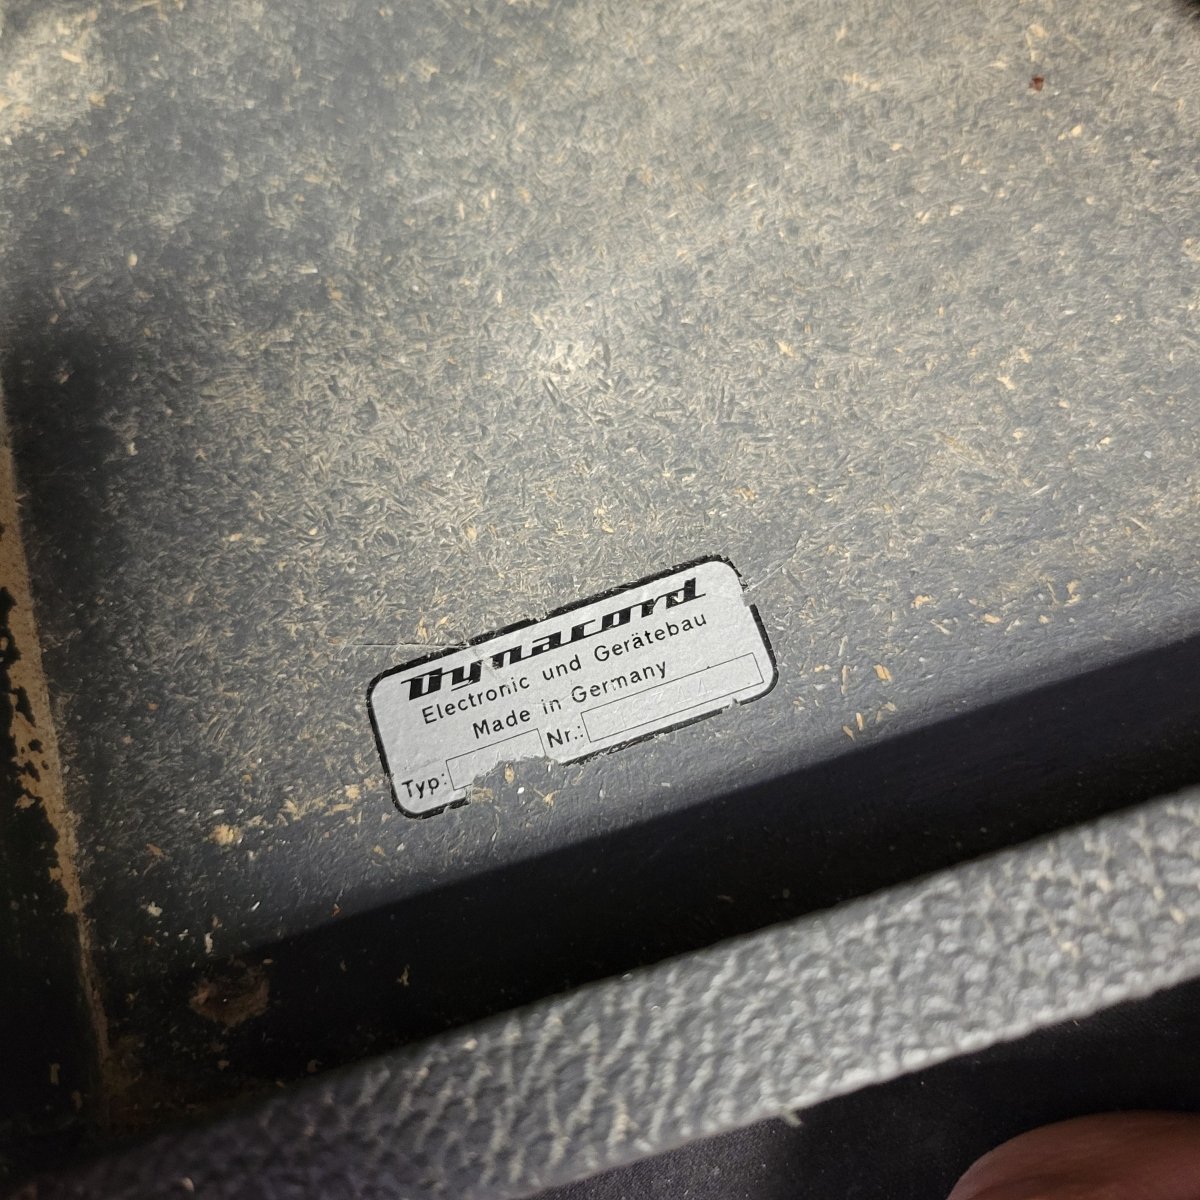 Dynacord
Electronic und Gerätebau
Made in Germany
Typ: Nr.: